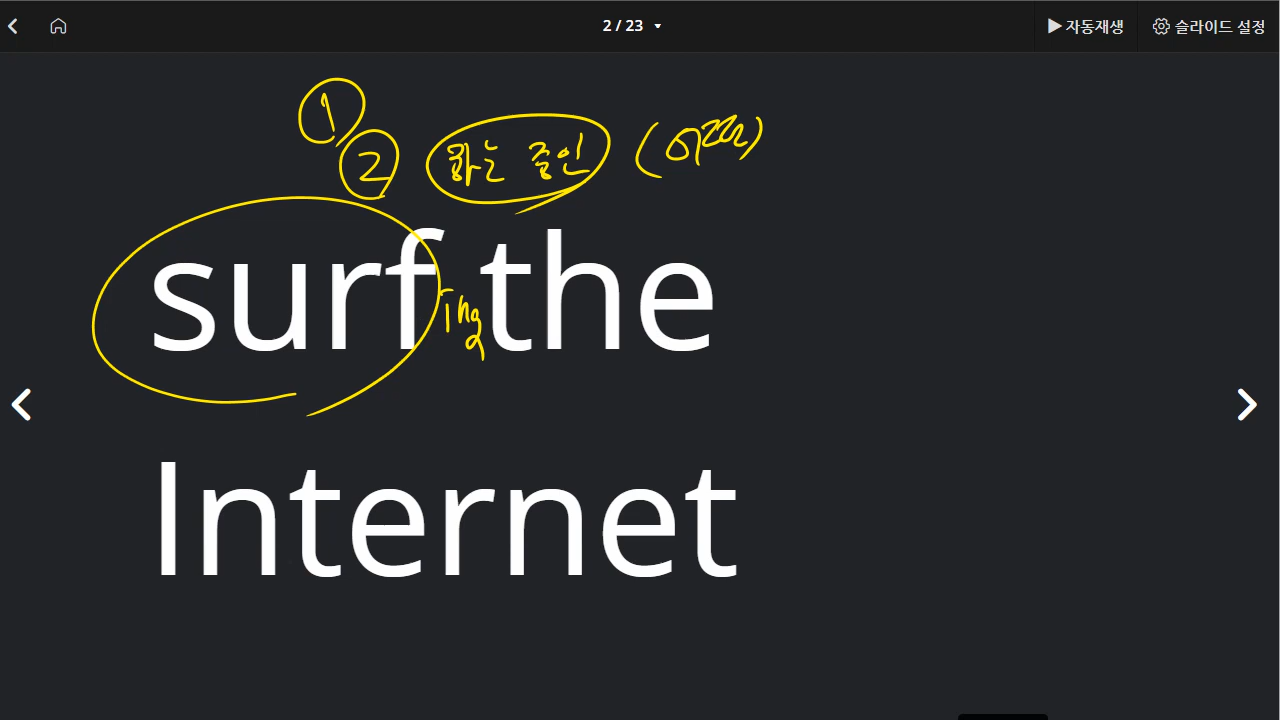 2 / 23
자동재생
슬라이드 설정
①
② 하는 중인
surf ing the
Internet